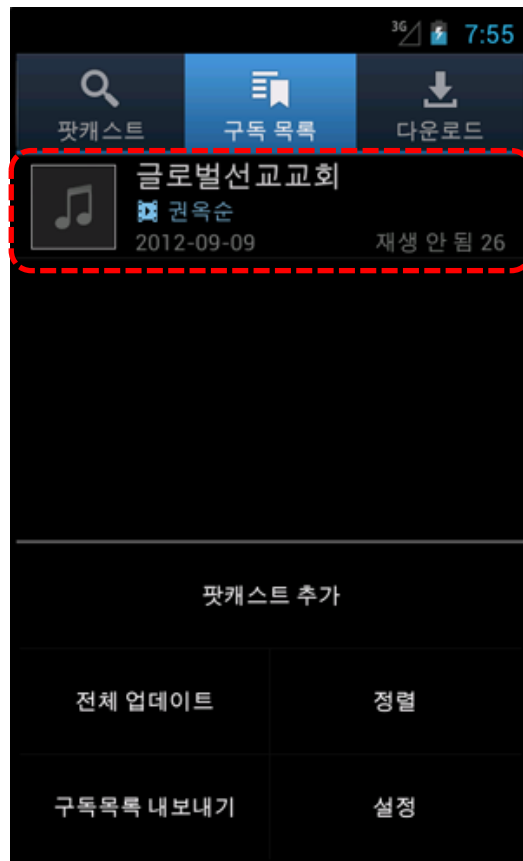 3G 7:55
팟캐스트 구독 목록 다운로드
글로벌선교교회
권옥순
2012-09-09 재생 안 됨 26
팟캐스트 추가
전체 업데이트 정렬
구독목록 내보내기 설정